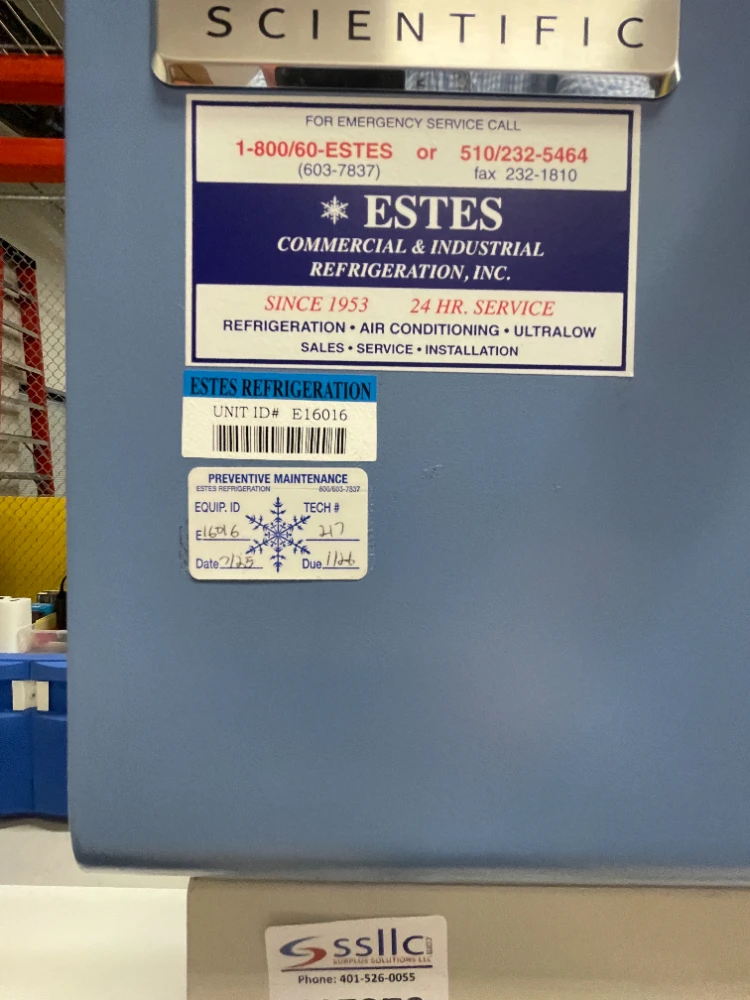 SCIENTIFIC
FOR EMERGENCY SERVICE CALL
1-800/60-ESTES or 510/232-5464
(603-7837) fax 232-1810
ESTES
COMMERCIAL & INDUSTRIAL
REFRIGERATION, INC.
SINCE 1953 24 HR. SERVICE
REFRIGERATION • AIR CONDITIONING • ULTRALOW
SALES • SERVICE • INSTALLATION
ESTES REFRIGERATION
UNIT ID# E16016
PREVENTIVE MAINTENANCE
ESTES REFRIGERATION 800/603-7837
EQUIP. ID TECH #
E16016 217
Date 7/25 Due 1/26
ssllc
SURPLUS SOLUTIONS LLC
Phone: 401-526-0055